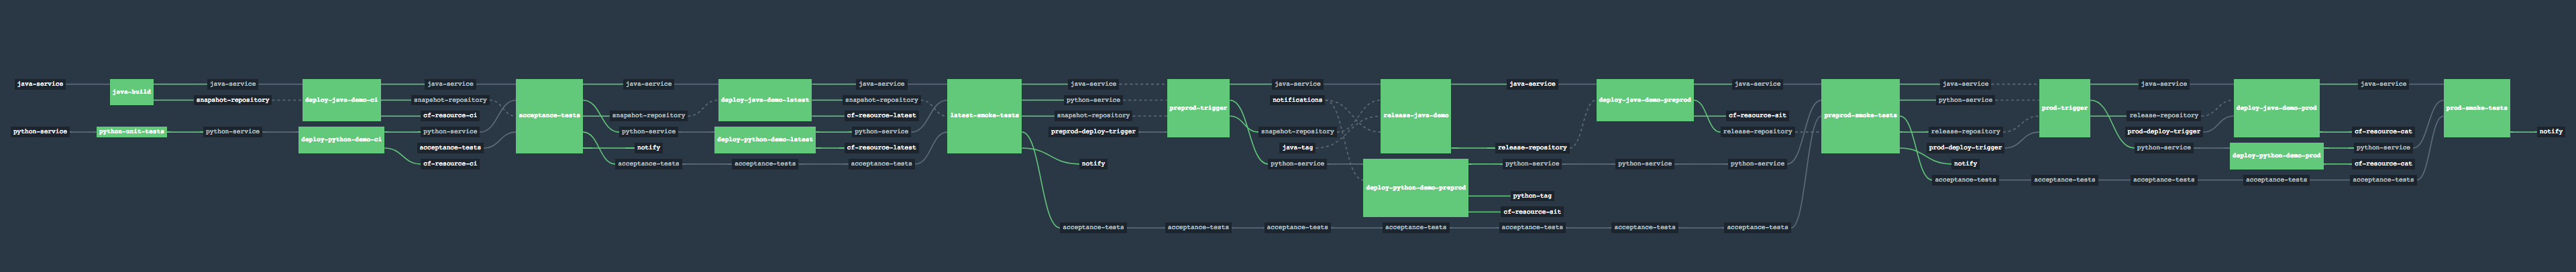 java-service
python-service
java-build
python-unit-tests
java-service
snapshot-repository
python-service
deploy-java-demo-ci
deploy-python-demo-ci
java-service
snapshot-repository
cf-resource-ci
python-service
acceptance-tests
cf-resource-ci
acceptance-tests
java-service
snapshot-repository
python-service
notify
acceptance-tests
deploy-java-demo-latest
deploy-python-demo-latest
acceptance-tests
java-service
snapshot-repository
cf-resource-latest
python-service
cf-resource-latest
acceptance-tests
latest-smoke-tests
java-service
python-service
snapshot-repository
preprod-deploy-trigger
notify
acceptance-tests
preprod-trigger
acceptance-tests
java-service
notifications
snapshot-repository
java-tag
python-service
acceptance-tests
release-java-demo
deploy-python-demo-preprod
acceptance-tests
java-service
release-repository
python-service
python-tag
cf-resource-sit
acceptance-tests
deploy-java-demo-preprod
python-service
acceptance-tests
java-service
cf-resource-sit
release-repository
python-service
acceptance-tests
preprod-smoke-tests
java-service
python-service
release-repository
prod-deploy-trigger
notify
acceptance-tests
prod-trigger
acceptance-tests
java-service
release-repository
prod-deploy-trigger
python-service
acceptance-tests
deploy-java-demo-prod
deploy-python-demo-prod
acceptance-tests
java-service
cf-resource-cat
python-service
cf-resource-cat
acceptance-tests
prod-smoke-tests
notify